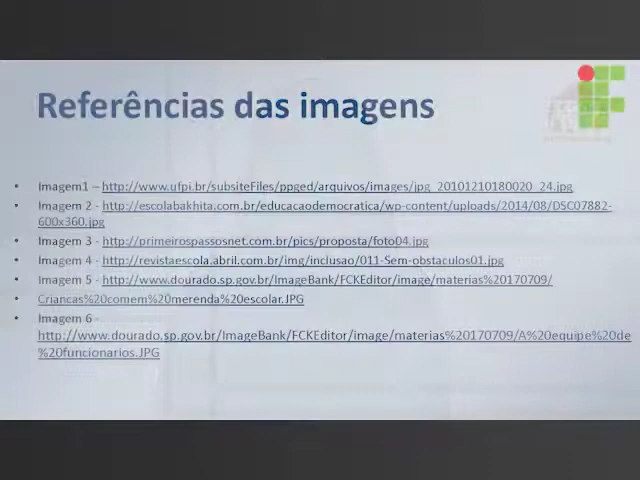 Referências das imagens
• Imagem1 – http://www.ufpi.br/subsiteFiles/ppged/arquivos/images/jpg_20101210180020_24.jpg
• Imagem 2 - http://escolabakhita.com.br/educacaodemocratica/wp-content/uploads/2014/08/DSC07882-
600x360.jpg
• Imagem 3 - http://primeirospassosnet.com.br/pics/proposta/foto04.jpg
• Imagem 4 - http://revistaescola.abril.com.br/img/inclusao/011-Sem-obstaculos01.jpg
• Imagem 5 - http://www.dourado.sp.gov.br/ImageBank/FCKEditor/image/materias%20170709/
• Criancas%20comem%20merenda%20escolar.JPG
• Imagem 6 -
http://www.dourado.sp.gov.br/ImageBank/FCKEditor/image/materias%20170709/A%20equipe%20de
%20funcionarios.JPG